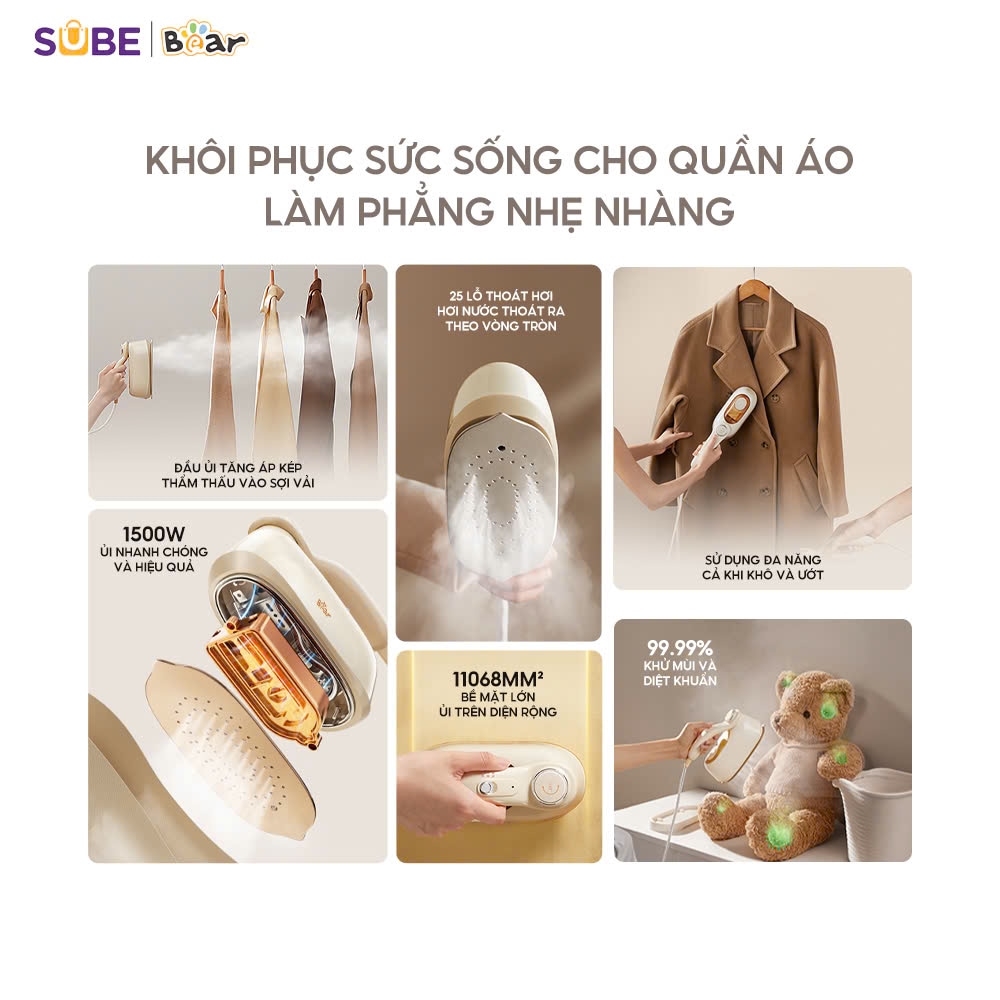 SUBE | Bear
KHÔI PHỤC SỨC SỐNG CHO QUẦN ÁO
LÀM PHẲNG NHẸ NHÀNG
ĐẦU ỦI TĂNG ÁP KÉP
THẨM THẤU VÀO SỢI VẢI
25 LỖ THOÁT HƠI
HƠI NƯỚC THOÁT RA
THEO VÒNG TRÒN
SỬ DỤNG ĐA NĂNG
CẢ KHI KHÔ VÀ ƯỚT
1500W
ỦI NHANH CHÓNG
VÀ HIỆU QUẢ
Bear
11068MM²
BỀ MẶT LỚN
ỦI TRÊN DIỆN RỘNG
99.99%
KHỬ MÙI VÀ
DIỆT KHUẨN